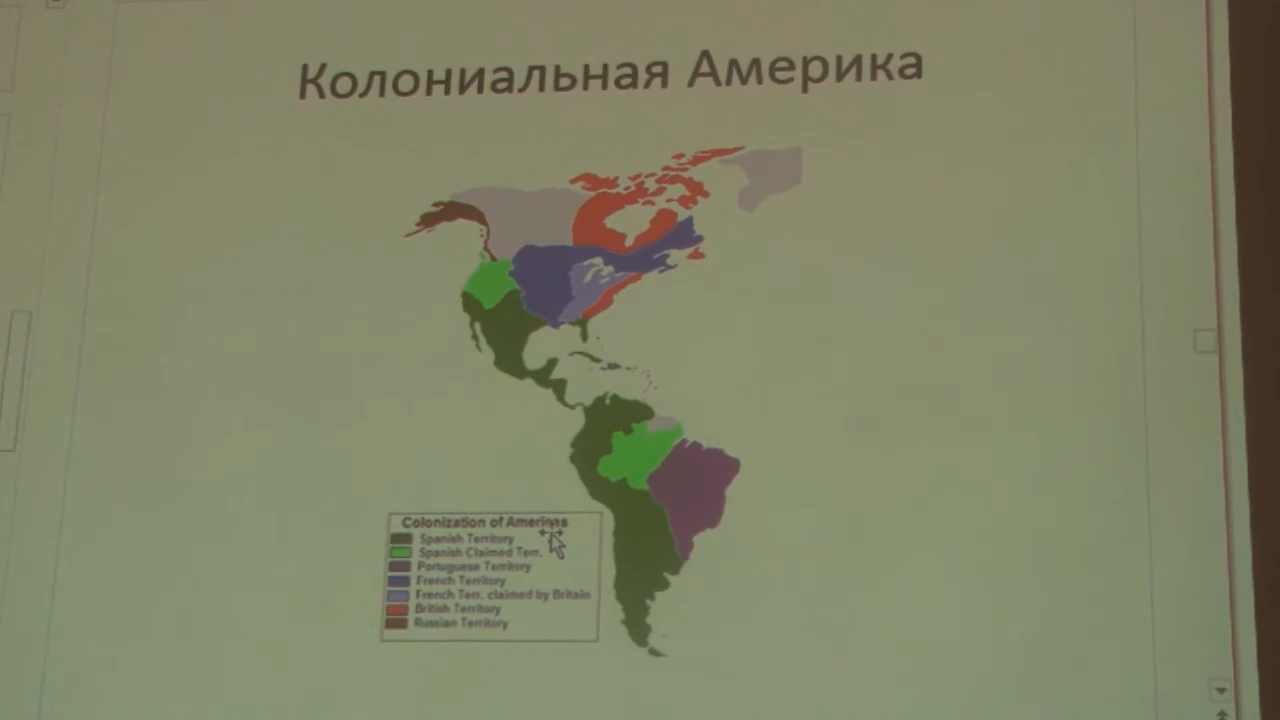 Колониальная Америка
Colonization of Americas
Spanish Territory
Spanish Claimed Terr.
Portuguese Territory
French Territory
French Terr. claimed by Britain
British Territory
Russian Territory